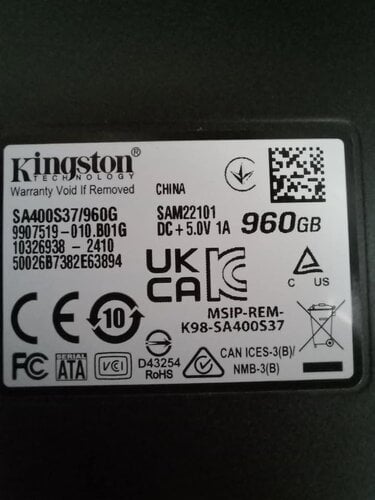 Kingston
TECHNOLOGY
Warranty Void If Removed
CHINA
SA400S37/960G
9907519-010.B01G
10326938 - 2410
50026B7382E63894
SAM22101
DC + 5.0V 1A
960GB
UK
CA
C US
MSIP-REM-
K98-SA400S37
CE
10
FC
SERIAL
ATA
VCI
D43254
RoHS
CAN ICES-3(B)/
NMB-3(B)